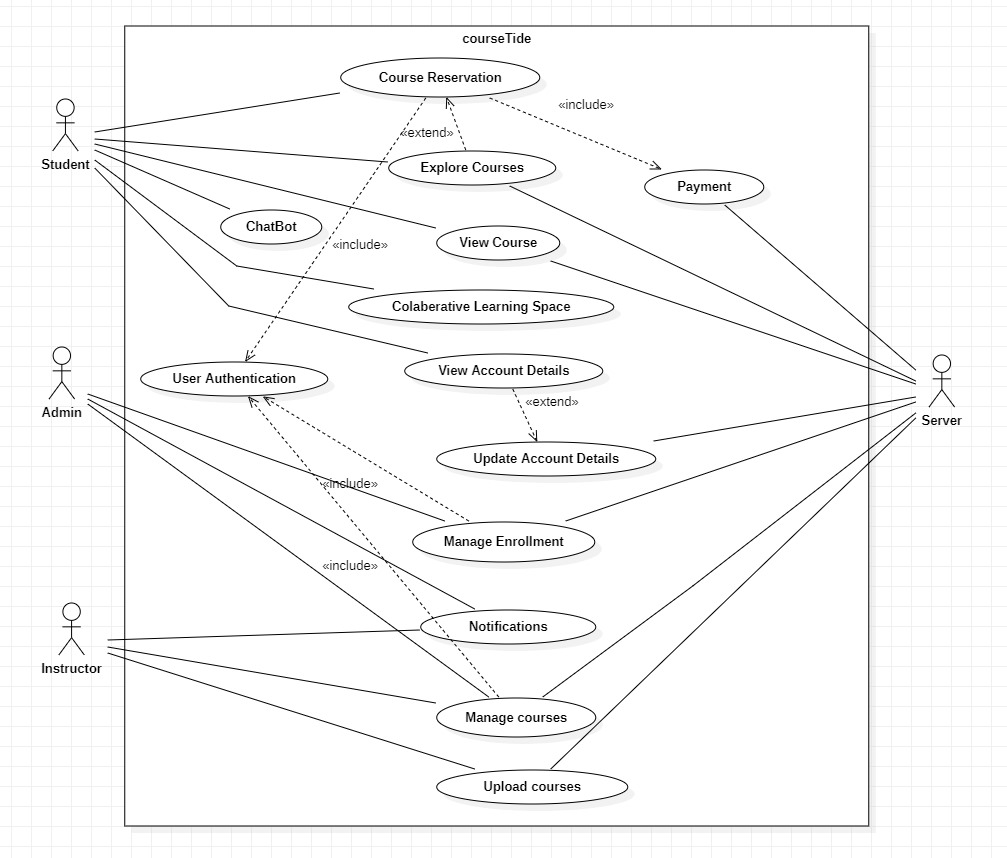 courseTide
Course Reservation
«include»
«extend»
Student
Explore Courses
Payment
ChatBot
View Course
«include»
Colaberative Learning Space
User Authentication
View Account Details
«extend»
Admin
Server
Update Account Details
«include»
Manage Enrollment
«include»
Notifications
Instructor
Manage courses
Upload courses